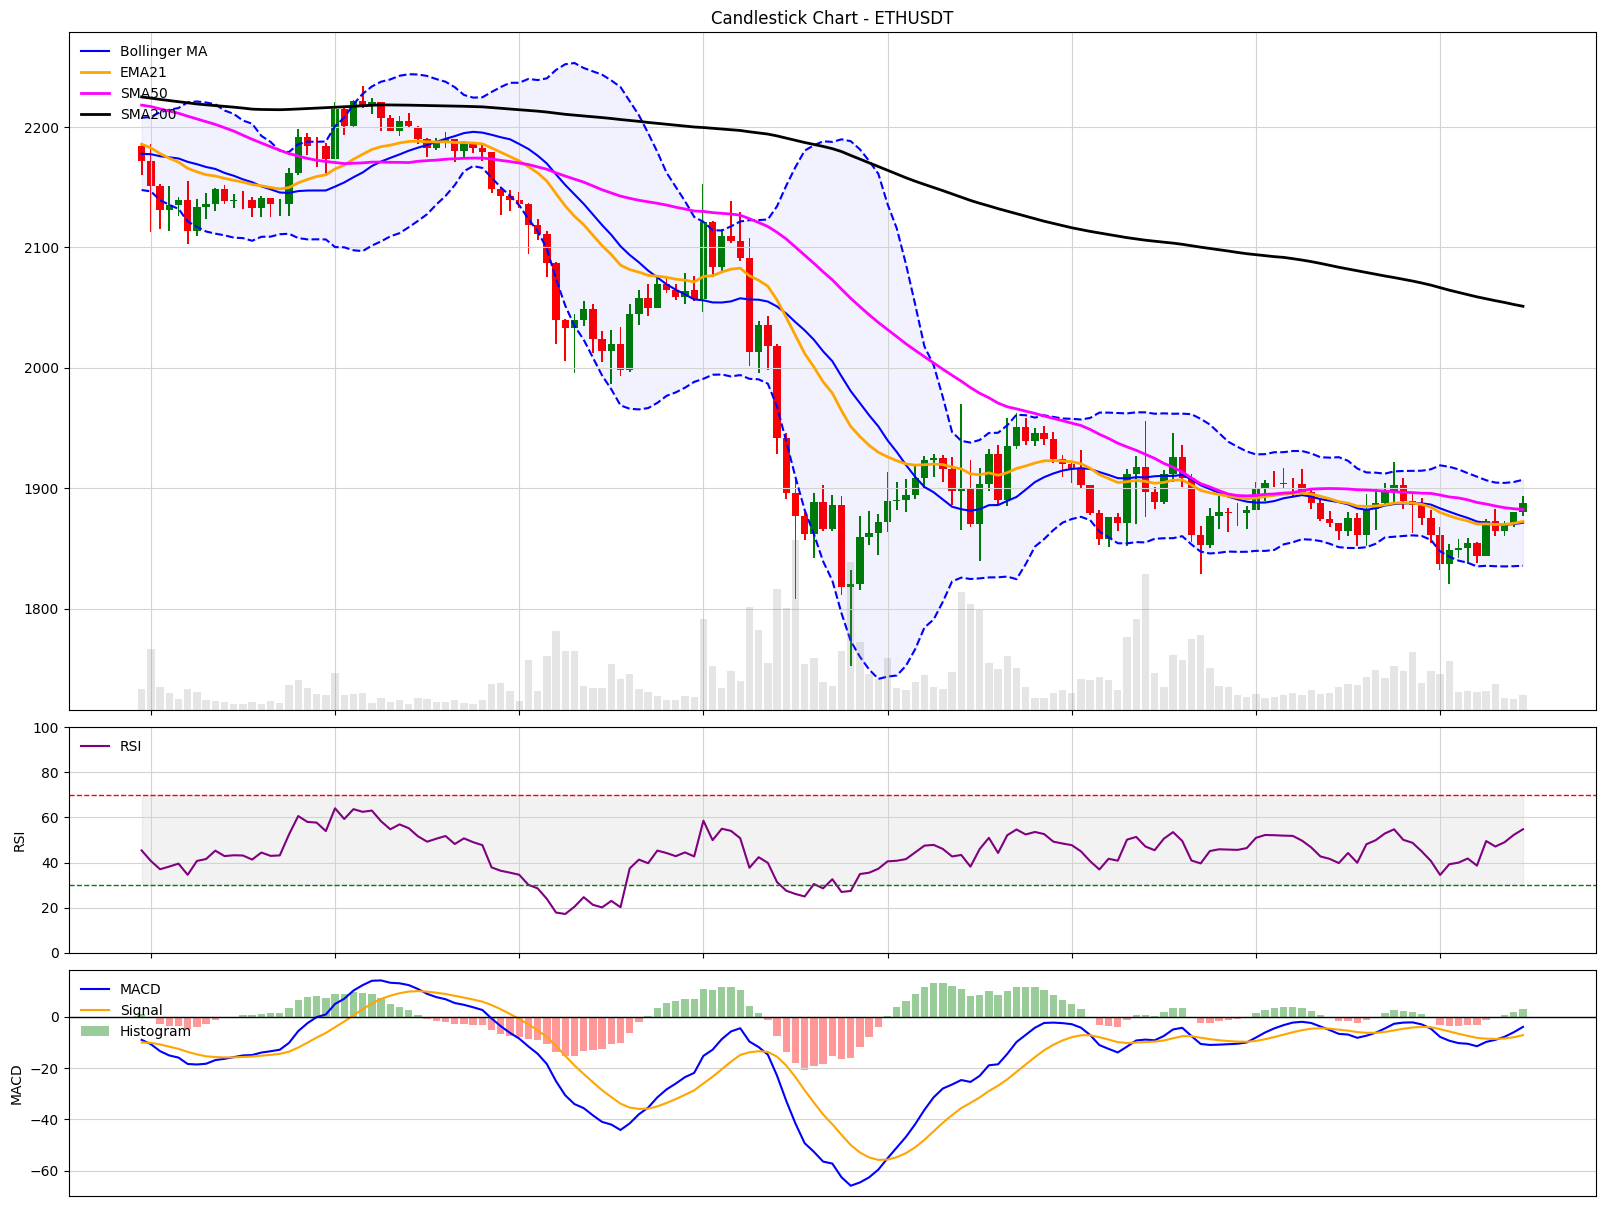 Candlestick Chart - ETHUSDT
Bollinger MA
EMA21
SMA50
SMA200
2200
2100
2000
1900
1800
100
80
60
40
20
0
RSI
RSI
MACD
Signal
Histogram
0
−20
−40
−60
MACD